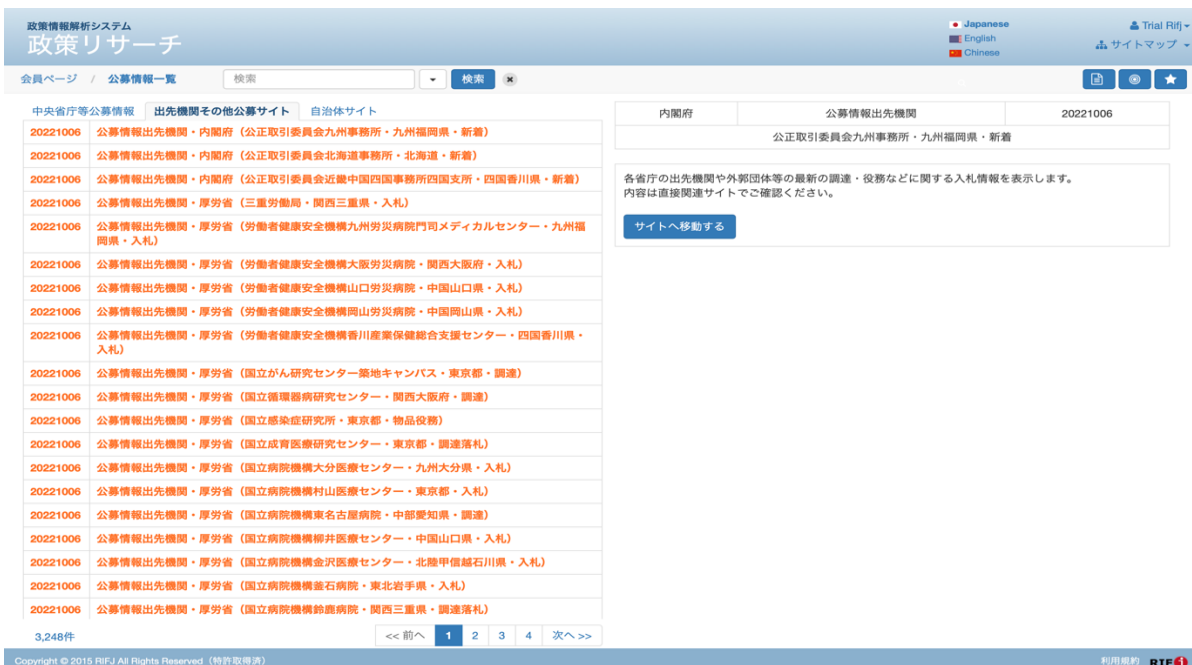 政策情報解析システム
政策リサーチ
Japanese
English
Chinese
Trial Rifj
サイトマップ
会員ページ / 公募情報一覧
検索
検索
中央省庁等公募情報 出先機関その他公募サイト 自治体サイト
20221006 公募情報出先機関・内閣府（公正取引委員会九州事務所・九州福岡県・新着）
20221006 公募情報出先機関・内閣府（公正取引委員会北海道事務所・北海道・新着）
20221006 公募情報出先機関・内閣府（公正取引委員会近畿中国四国事務所四国支所・四国香川県・新着）
20221006 公募情報出先機関・厚労省（三重労働局・関西三重県・入札）
20221006 公募情報出先機関・厚労省（労働者健康安全機構九州労災病院門司メディカルセンター・九州福
岡県・入札）
20221006 公募情報出先機関・厚労省（労働者健康安全機構大阪労災病院・関西大阪府・入札）
20221006 公募情報出先機関・厚労省（労働者健康安全機構山口労災病院・中国山口県・入札）
20221006 公募情報出先機関・厚労省（労働者健康安全機構岡山労災病院・中国岡山県・入札）
20221006 公募情報出先機関・厚労省（労働者健康安全機構香川産業保健総合支援センター・四国香川県・
入札）
20221006 公募情報出先機関・厚労省（国立がん研究センター築地キャンパス・東京都・調達）
20221006 公募情報出先機関・厚労省（国立循環器病研究センター・関西大阪府・調達）
20221006 公募情報出先機関・厚労省（国立感染症研究所・東京都・物品役務）
20221006 公募情報出先機関・厚労省（国立成育医療研究センター・東京都・調達落札）
20221006 公募情報出先機関・厚労省（国立病院機構大分医療センター・九州大分県・入札）
20221006 公募情報出先機関・厚労省（国立病院機構村山医療センター・東京都・入札）
20221006 公募情報出先機関・厚労省（国立病院機構東名古屋病院・中部愛知県・調達）
20221006 公募情報出先機関・厚労省（国立病院機構柳井医療センター・中国山口県・入札）
20221006 公募情報出先機関・厚労省（国立病院機構金沢医療センター・北陸甲信越石川県・入札）
20221006 公募情報出先機関・厚労省（国立病院機構釜石病院・東北岩手県・入札）
20221006 公募情報出先機関・厚労省（国立病院機構鈴鹿病院・関西三重県・調達落札）
3,248件
<< 前へ 1 2 3 4 次へ >>
内閣府 公募情報出先機関 20221006
公正取引委員会九州事務所・九州福岡県・新着
各省庁の出先機関や外郭団体等の最新の調達・役務などに関する入札情報を表示します。
内容は直接関連サイトでご確認ください。
サイトへ移動する
Copyright © 2015 RIFJ All Rights Reserved（特許取得済）
利用規約